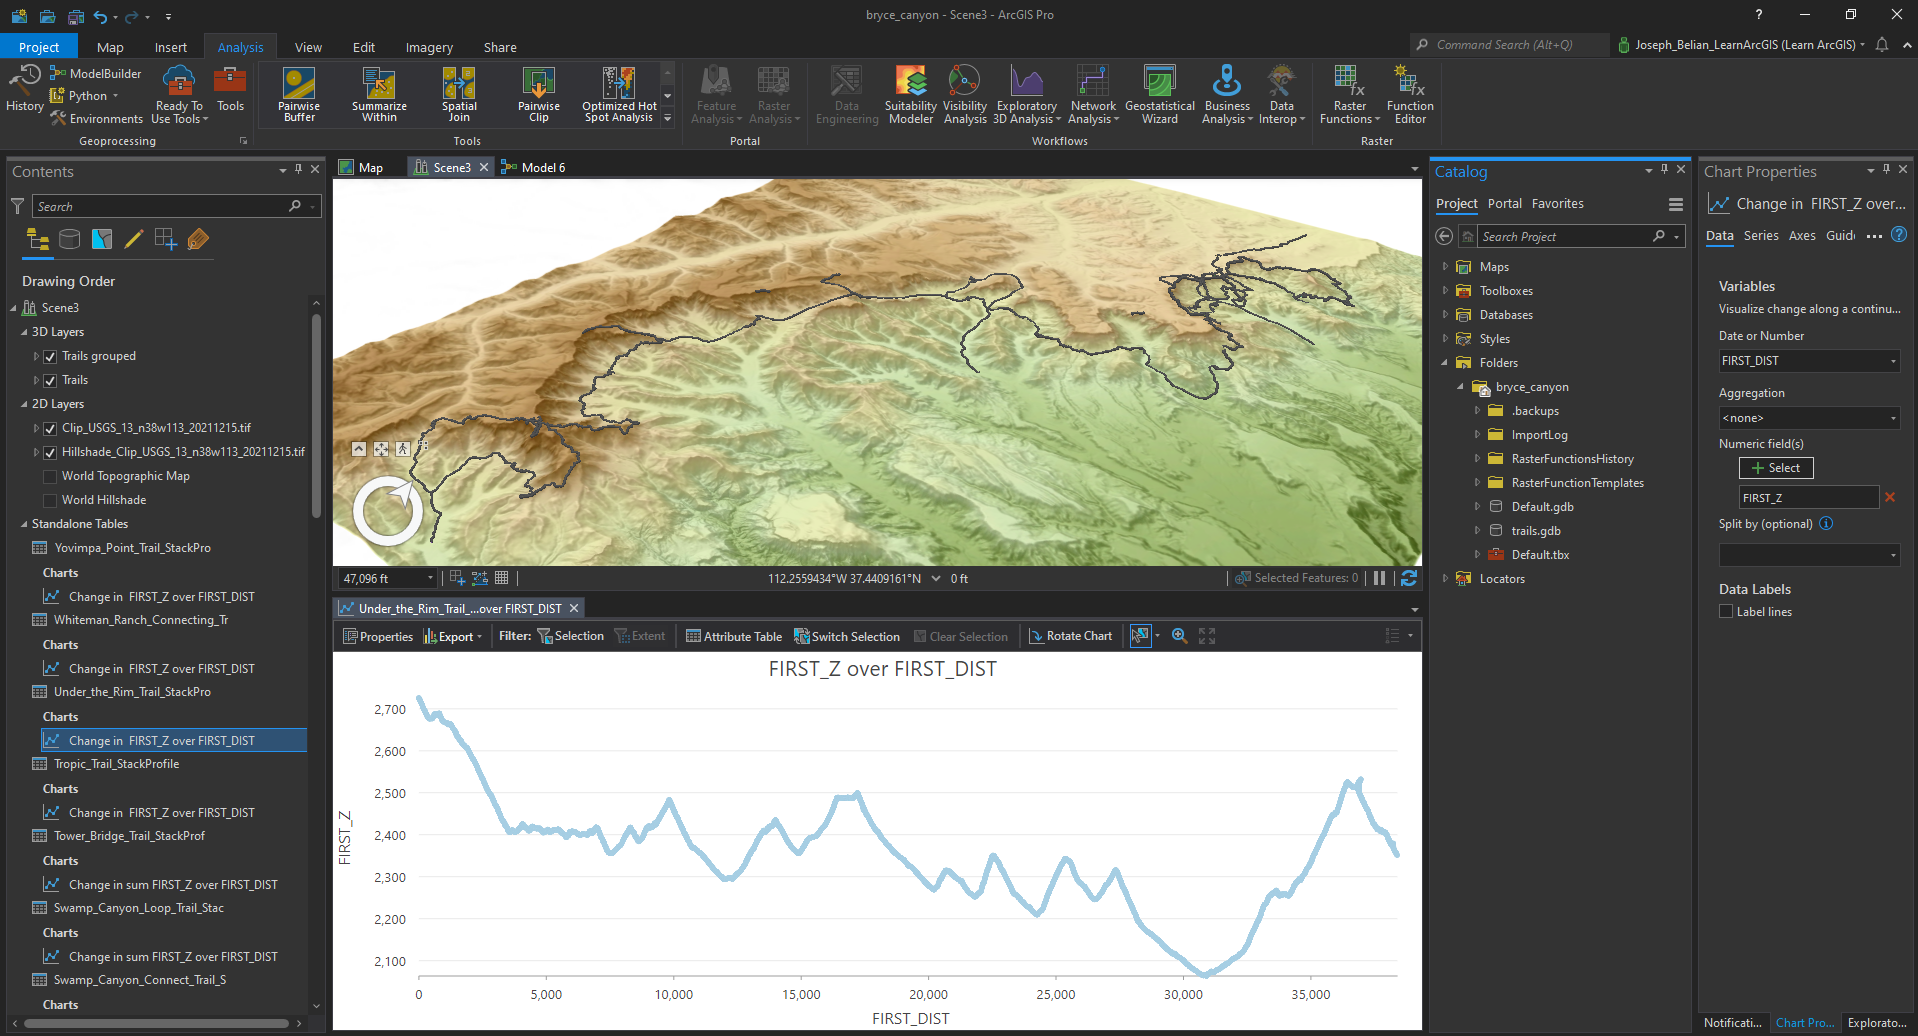 bryce_canyon - Scene3 - ArcGIS Pro
?
Project Map Insert Analysis View Edit Imagery Share
Command Search (Alt+Q)
Joseph_Belian_LearnArcGIS (Learn ArcGIS)
History
ModelBuilder
Python
Environments
Ready To Use Tools
Tools
Geoprocessing
Pairwise Buffer
Summarize Within
Spatial Join
Pairwise Clip
Optimized Hot Spot Analysis
Tools
Feature Analysis
Raster Analysis
Portal
Data Engineering
Suitability Modeler
Visibility Analysis
Exploratory 3D Analysis
Network Analysis
Geostatistical Wizard
Business Analysis
Data Interop
Workflows
Raster Functions
Function Editor
Raster
Contents
Search
Drawing Order
Scene3
3D Layers
Trails grouped
Trails
2D Layers
Clip_USGS_13_n38w113_20211215.tif
Hillshade_Clip_USGS_13_n38w113_20211215.tif
World Topographic Map
World Hillshade
Standalone Tables
Yovimpa_Point_Trail_StackPro
Charts
Change in FIRST_Z over FIRST_DIST
Whiteman_Ranch_Connecting_Tr
Charts
Change in FIRST_Z over FIRST_DIST
Under_the_Rim_Trail_StackPro
Charts
Change in FIRST_Z over FIRST_DIST
Tropic_Trail_StackProfile
Charts
Change in FIRST_Z over FIRST_DIST
Tower_Bridge_Trail_StackProf
Charts
Change in sum FIRST_Z over FIRST_DIST
Swamp_Canyon_Loop_Trail_Stac
Charts
Change in sum FIRST_Z over FIRST_DIST
Swamp_Canyon_Connect_Trail_S
Charts
Map Scene3 Model 6
47,096 ft
112.2559434°W 37.4409161°N 0 ft
Selected Features: 0
Under_the_Rim_Trail_...over FIRST_DIST
Properties Export Filter: Selection Extent Attribute Table Switch Selection Clear Selection Rotate Chart
FIRST_Z over FIRST_DIST
FIRST_Z
2,700
2,600
2,500
2,400
2,300
2,200
2,100
0 5,000 10,000 15,000 20,000 25,000 30,000 35,000
FIRST_DIST
Catalog
Project Portal Favorites
Search Project
Maps
Toolboxes
Databases
Styles
Folders
bryce_canyon
.backups
ImportLog
RasterFunctionsHistory
RasterFunctionTemplates
Default.gdb
trails.gdb
Default.tbx
Locators
Chart Properties
Change in FIRST_Z over...
Data Series Axes Guid ... ?
Variables
Visualize change along a continu...
Date or Number
FIRST_DIST
Aggregation
<none>
Numeric field(s)
Select
FIRST_Z
Split by (optional)
Data Labels
Label lines
Notificati... Chart Pro... Explorato...